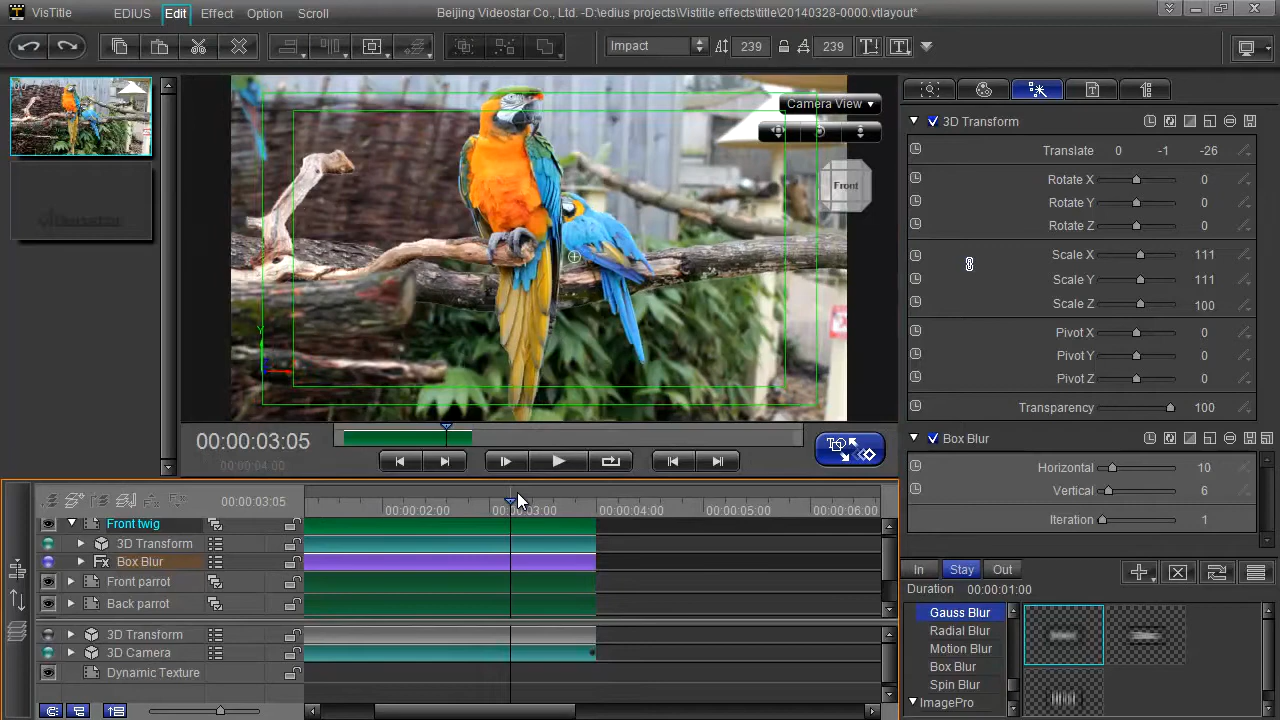 VisTitle EDIUS Edit Effect Option Scroll Beijing Videostar Co., Ltd. -D:\edius projects\Vistitle effects\title\20140328-0000.vtlayout*
Impact 239 239
Camera View
Front
Y
3D Transform
Translate 0 -1 -26
Rotate X 0
Rotate Y 0
Rotate Z 0
Scale X 111
Scale Y 111
Scale Z 100
Pivot X 0
Pivot Y 0
Pivot Z 0
Transparency 100
Box Blur
Horizontal 10
Vertical 6
Iteration 1
00:00:03:05
00:00:04:00
00:00:03:05
00:00:02:00 00:00:03:00 00:00:04:00 00:00:05:00 00:00:06:00
Front twig
3D Transform
Fx Box Blur
Front parrot
Back parrot
3D Transform
3D Camera
Dynamic Texture
In Stay Out
Duration 00:00:01:00
Gauss Blur
Radial Blur
Motion Blur
Box Blur
Spin Blur
ImagePro